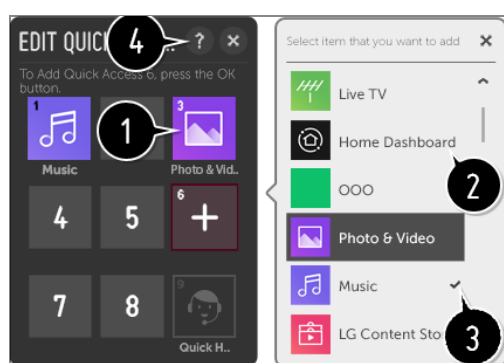 EDIT QUIC 4 .. ? ×
To Add Quick Access 6, press the OK
button.
1 3
1
Music Photo & Vid..
4 5 6 +
7 8 9
Quick H..
Select item that you want to add ×
Live TV
Home Dashboard
2
OOO
Photo & Video
Music ✓
LG Content Sto
3